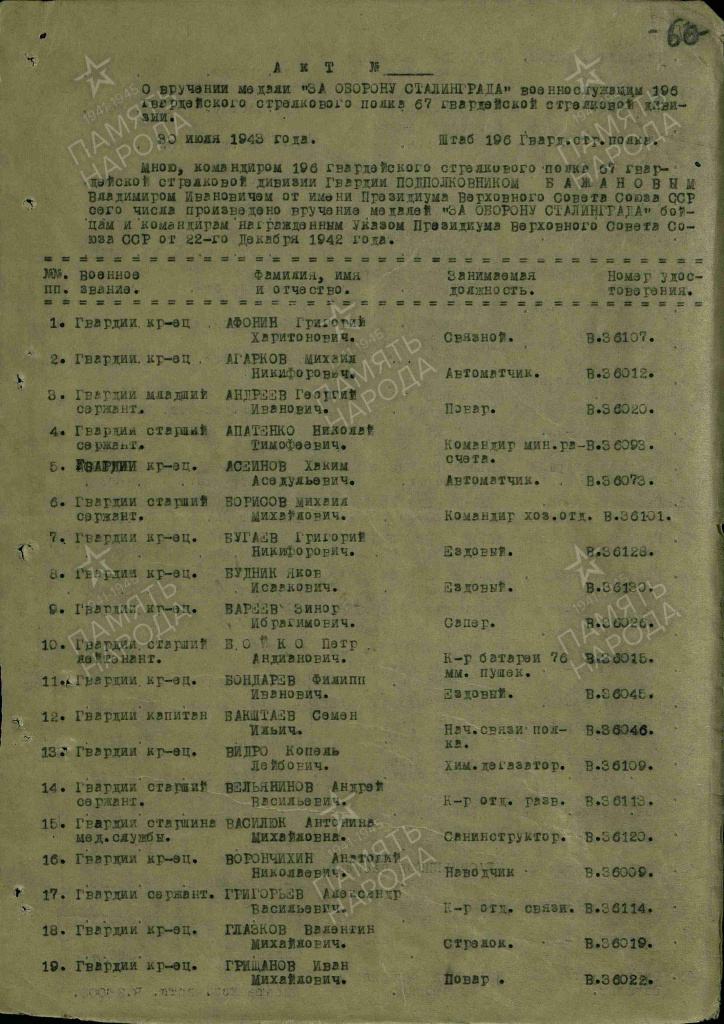 -66-
А К Т №____
О вручении медали "ЗА ОБОРОНУ СТАЛИНГРАДА" военнослужащим 196
гвардейского стрелкового полка 67 гвардейской стрелковой диви-
зии.
30 июля 1943 года. Штаб 196 Гвард.стр.полка.
Мною, командиром 196 гвардейского стрелкового полка 67 гвар-
дейской стрелковой дивизии Гвардии ПОДПОЛКОВНИКОМ Б А Ж А Н О В Ы М
Владимиром Ивановичем от имени Президиума Верховного Совета Союза ССР
сего числа произведено вручение медалей "ЗА ОБОРОНУ СТАЛИНГРАДА" бой-
цам и командирам награжденным Указом Президиума Верховного Совета Со-
юза ССР от 22-го Декабря 1942 года.
№№. Военное Фамилия, имя Занимаемая Номер удос-
пп. звание. и отчество. должность. товерения.
1. Гвардии кр-ец АФОНИН Григорий
Харитонович. Связной. В.36107.
2. Гвардии кр-ец АГАРКОВ Михаил
Никифорович. Автоматчик. В.36012.
3. Гвардии младший АНДРЕЕВ Георгий
сержант. Иванович. Повар. В.36020.
4. Гвардии старший АПАТЕНКО Николай
сержант. Тимофеевич. Командир мин.ра-В.36093.
счета.
5. ГВАРДИИ кр-ец. АСЕИНОВ Хаким
Аседульевич. Автоматчик. В.36073.
6. Гвардии старший БОРИСОВ Михаил
сержант. Михайлович. Командир хоз.отд. В.36101.
7. Гвардии кр-ец. БУГАЕВ Григорий
Никифорович. Ездовый. В.36128.
8. Гвардии кр-ец. БУДНИК Яков
Исаакович. Ездовый. В.36130.
9. Гвардии кр-ец. ВАРЕЕВ Зинор
Ибрагимович. Сапер. В.36026.
10. Гвардии старший Б О Й К О Петр
лейтенант. Андианович. К-р батареи 76 В.36015.
мм. пушек.
11. Гвардии кр-ец. БОНДАРЕВ Филипп
Иванович. Ездовый. В.36045.
12. Гвардии капитан БАКШТАЕВ Семен
Ильич. Нач.связи пол- В.36046.
ка.
13. Гвардии кр-ец. ВИДРО Копель
Лейбович. Хим.дегазатор. В.36109.
14. Гвардии старший ВЕЛЬЯНИНОВ Андрей
сержант. Васильевич. К-р отд. разв. В.36113.
15. Гвардии старшина ВАСИЛЮК Антонина
мед.службы. Михайловна. Санинструктор. В.36120.
16. Гвардии кр-ец. ВОРОНЧИХИН Анатолий
Николаевич. Наводчик В.36009.
17. Гвардии сержант. ГРИГОРЬЕВ Александр
Васильевич. К-р отд. связи. В.36114.
18. Гвардии кр-ец. ГЛАЗКОВ Валентин
Михайлович. Стрелок. В.36019.
19. Гвардии кр-ец. ГРИЩАНОВ Иван
Михайлович. Повар . В.36022.
1941-1945
ПАМЯТЬ
НАРОДА